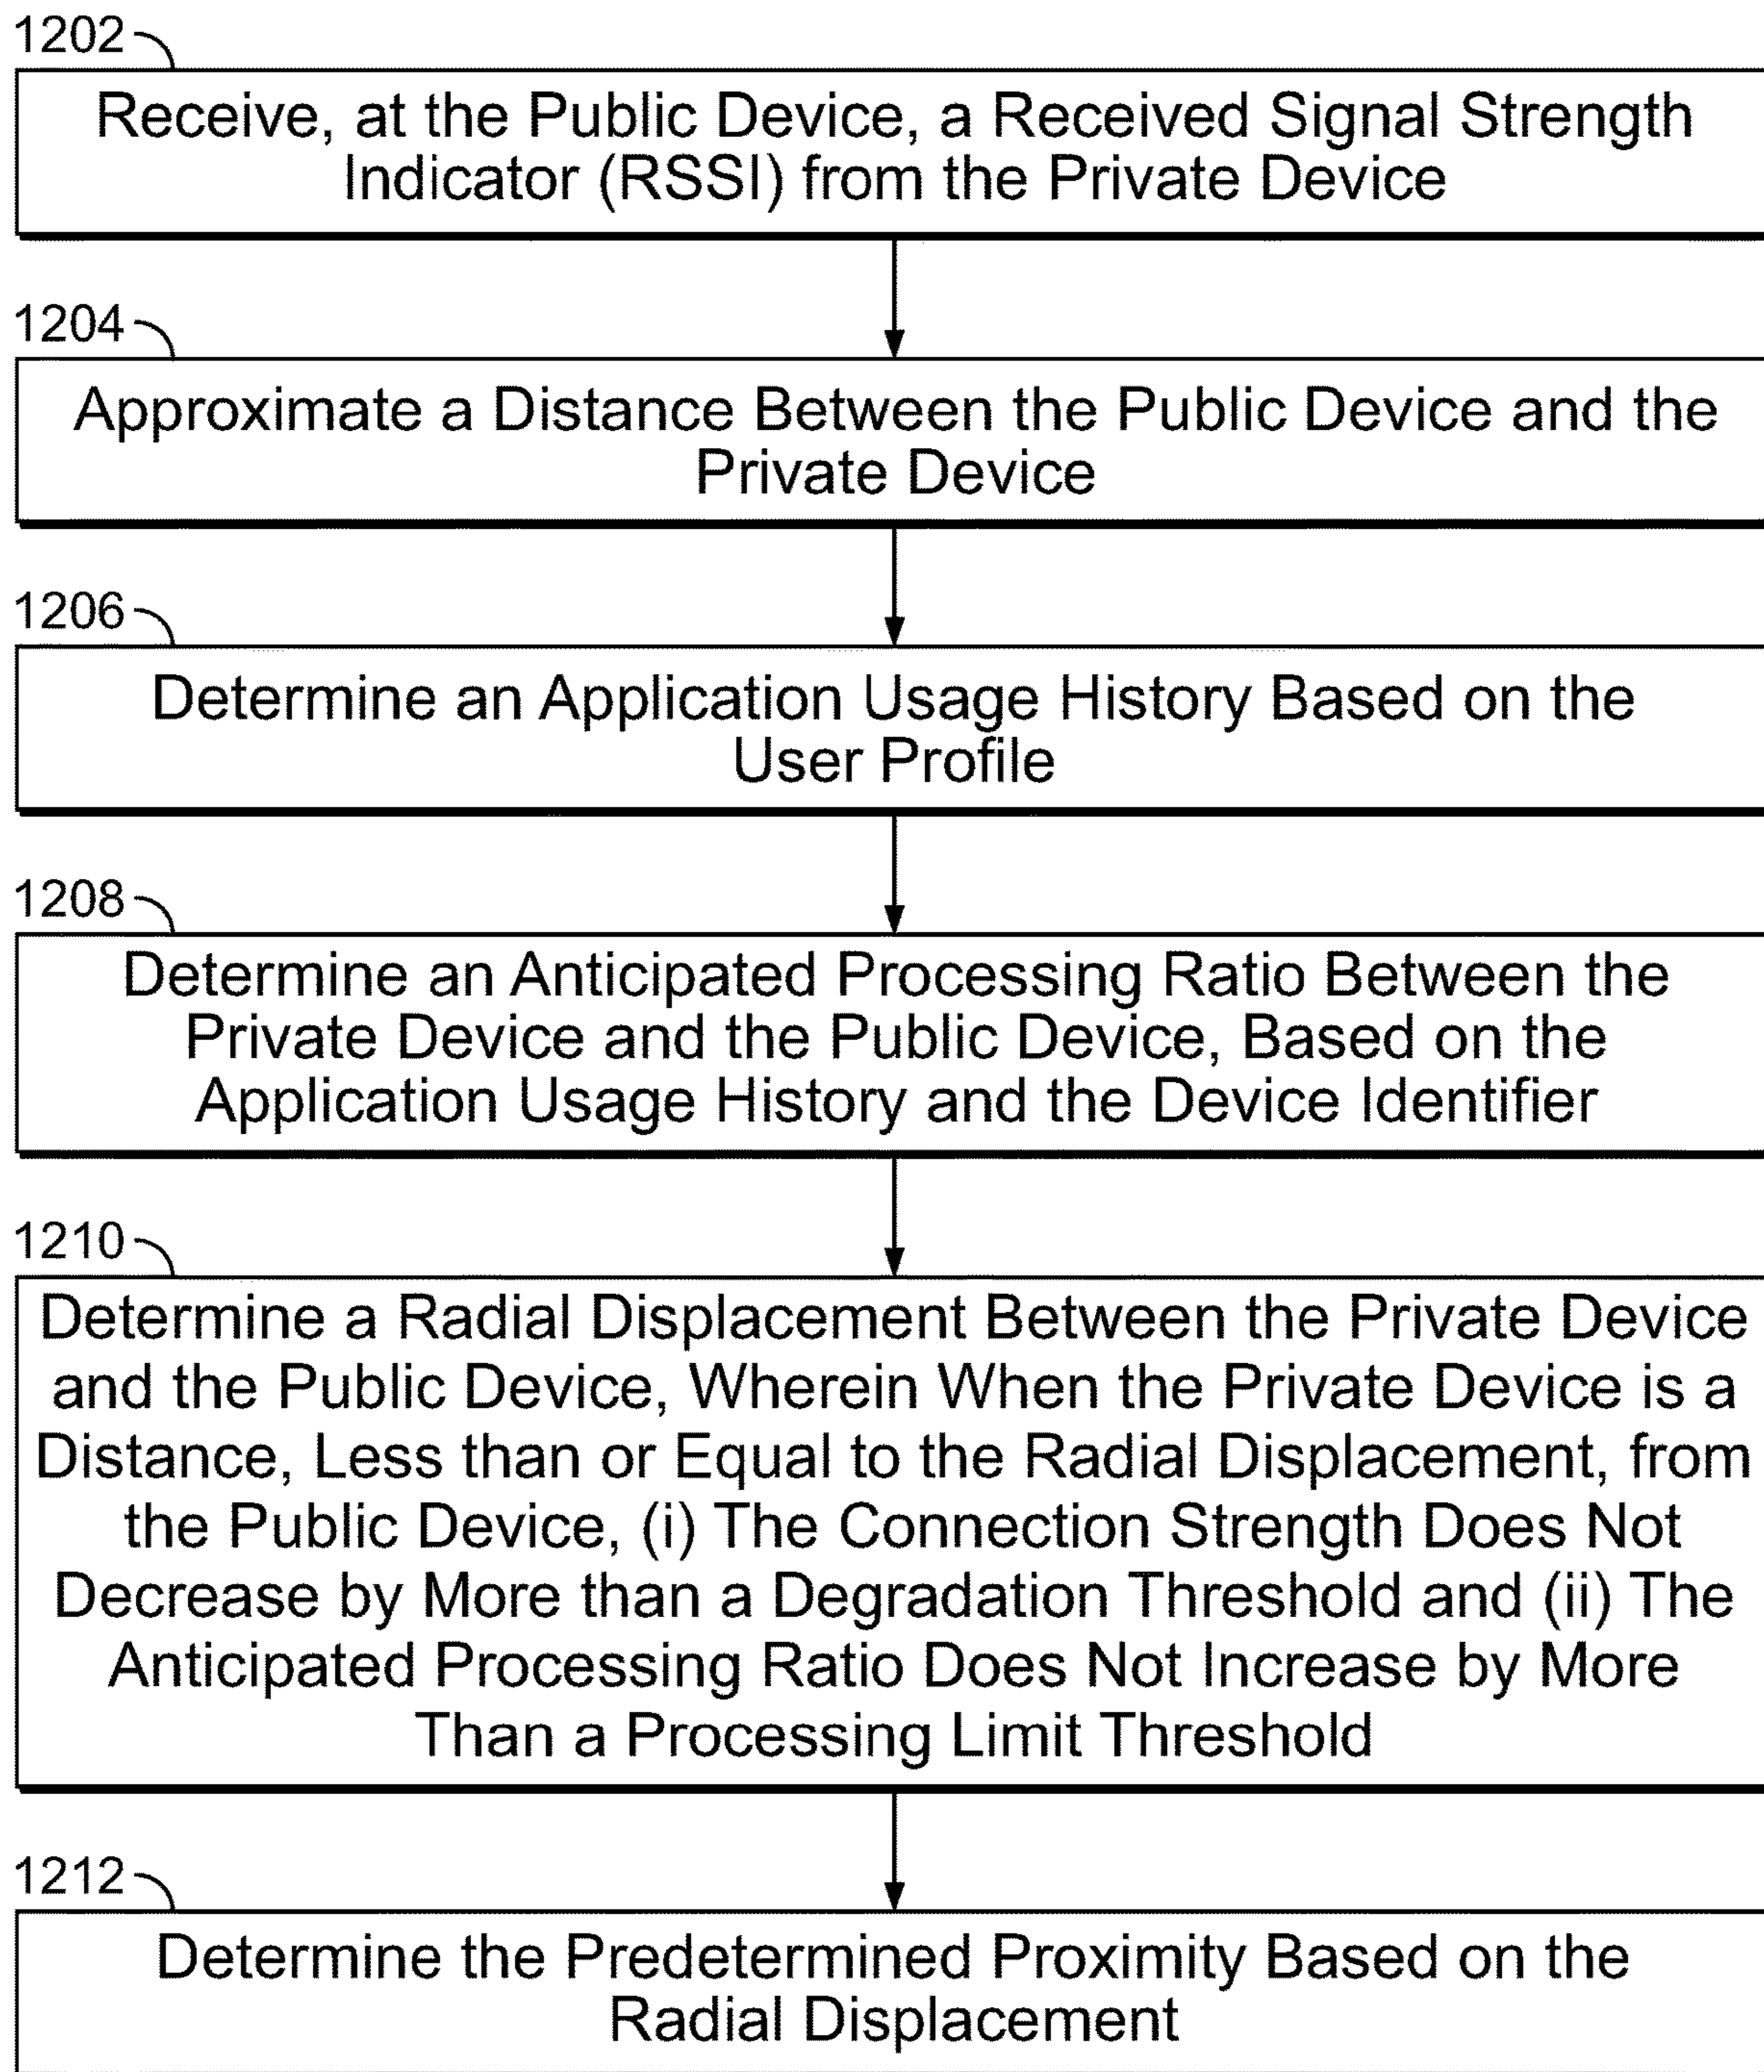 1202
Receive, at the Public Device, a Received Signal Strength
Indicator (RSSI) from the Private Device
1204
Approximate a Distance Between the Public Device and the
Private Device
1206
Determine an Application Usage History Based on the
User Profile
1208
Determine an Anticipated Processing Ratio Between the
Private Device and the Public Device, Based on the
Application Usage History and the Device Identifier
1210
Determine a Radial Displacement Between the Private Device
and the Public Device, Wherein When the Private Device is a
Distance, Less than or Equal to the Radial Displacement, from
the Public Device, (i) The Connection Strength Does Not
Decrease by More than a Degradation Threshold and (ii) The
Anticipated Processing Ratio Does Not Increase by More
Than a Processing Limit Threshold
1212
Determine the Predetermined Proximity Based on the
Radial Displacement